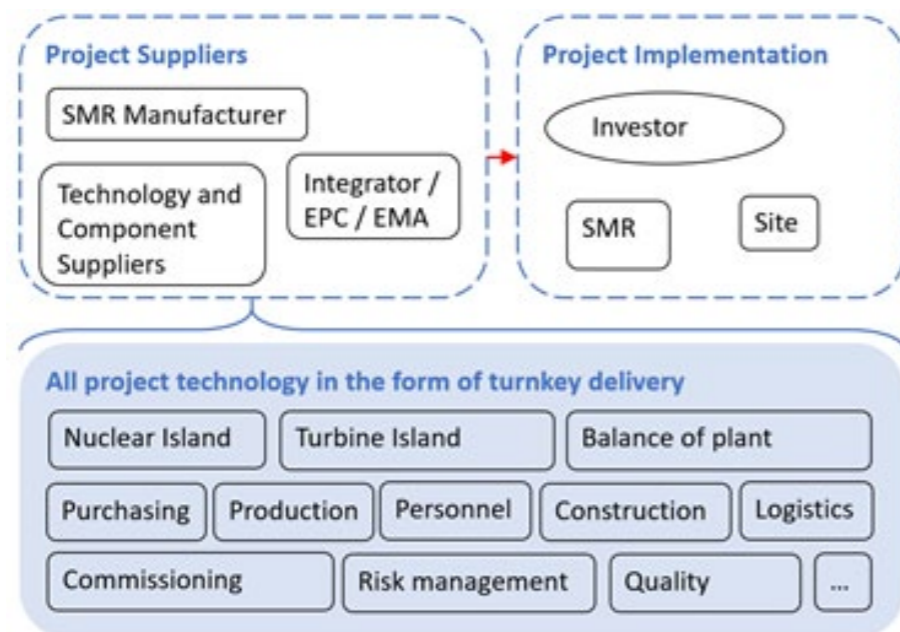 Project Suppliers
SMR Manufacturer
Technology and
Component
Suppliers
Integrator /
EPC / EMA
Project Implementation
Investor
SMR
Site
All project technology in the form of turnkey delivery
Nuclear Island
Turbine Island
Balance of plant
Purchasing
Production
Personnel
Construction
Logistics
Commissioning
Risk management
Quality
...